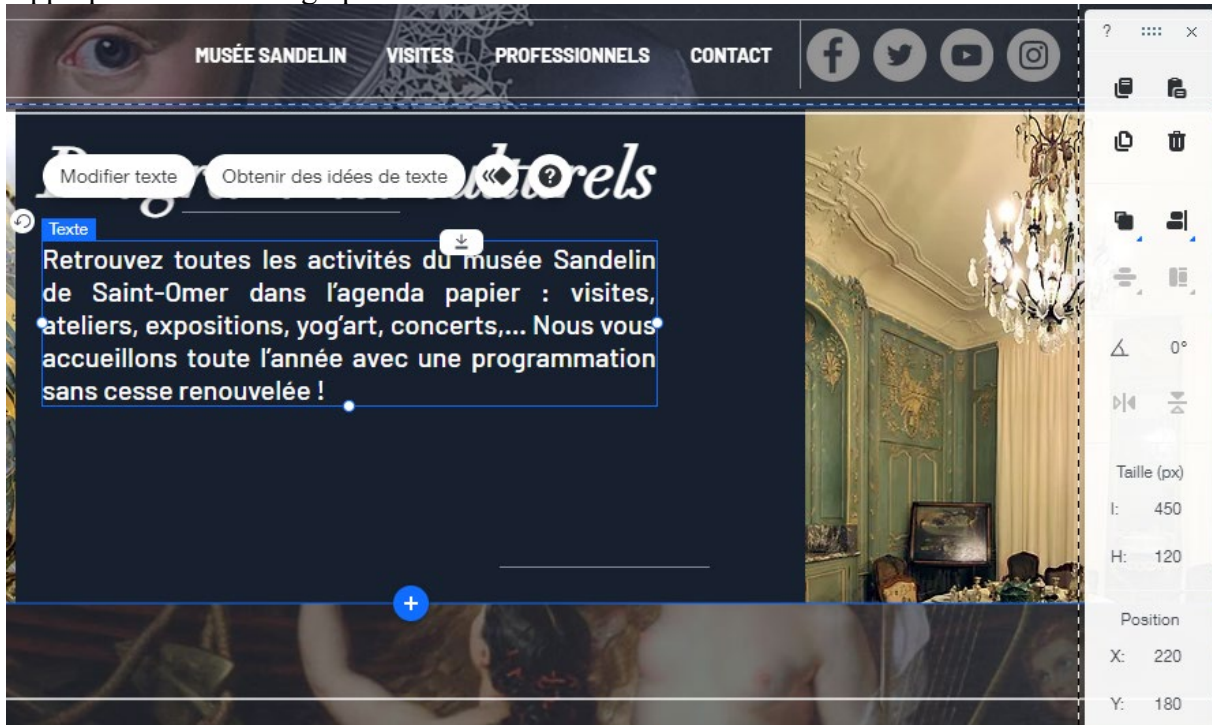 MUSÉE SANDELIN VISITES PROFESSIONNELS CONTACT
?
Modifier texte Obtenir des idées de texte ?
Texte
Retrouvez toutes les activités du musée Sandelin
de Saint-Omer dans l'agenda papier : visites,
ateliers, expositions, yog'art, concerts,... Nous vous
accueillons toute l'année avec une programmation
sans cesse renouvelée !
0°
Taille (px)
l: 450
H: 120
Position
X: 220
Y: 180